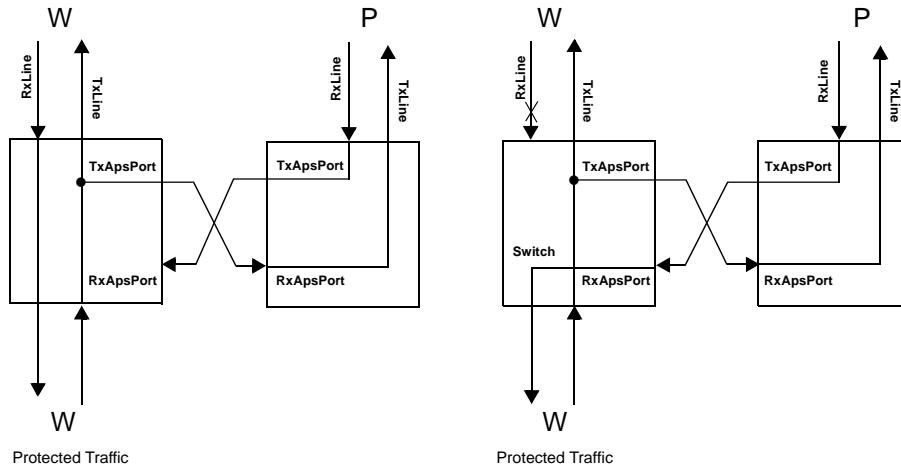 W
P
RxLine
TxLine
RxLine
TxLine
TxApsPort
TxApsPort
RxApsPort
RxApsPort
W
Protected Traffic
W
P
RxLine
TxLine
RxLine
TxLine
TxApsPort
TxApsPort
Switch
RxApsPort
RxApsPort
W
Protected Traffic